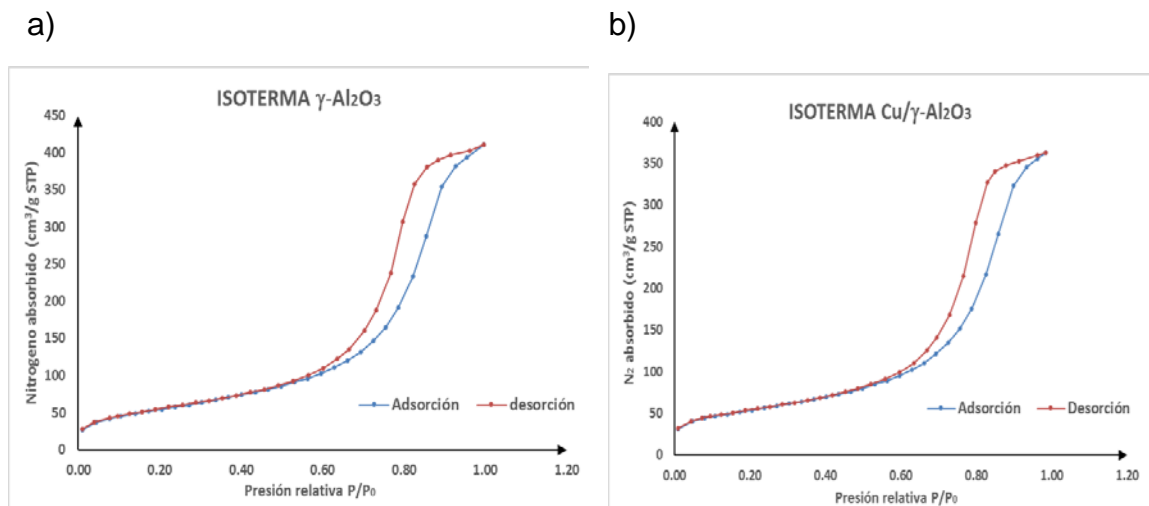 a)
ISOTERMA γ-Al₂O₃
Nitrogeno absorbido (cm³/g STP)
450
400
350
300
250
200
150
100
50
0
0.00 0.20 0.40 0.60 0.80 1.00 1.20
Adsorción desorción
Presión relativa P/P₀
b)
ISOTERMA Cu/γ-Al₂O₃
N₂ absorbido (cm³/g STP)
400
350
300
250
200
150
100
50
0
0.00 0.20 0.40 0.60 0.80 1.00 1.20
Adsorción Desorción
Presión relativa P/P₀